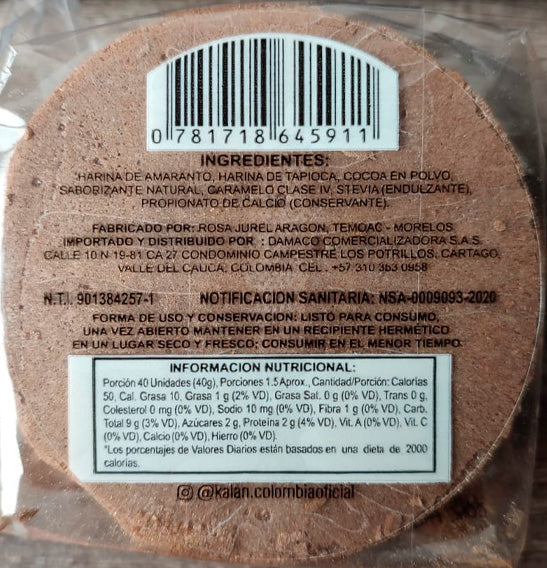 0 781718 645911
INGREDIENTES:
HARINA DE AMARANTO, HARINA DE TAPIOCA, COCOA EN POLVO,
SABORIZANTE NATURAL, CARAMELO CLASE IV, STEVIA (ENDULZANTE),
PROPIONATO DE CALCIO (CONSERVANTE).
FABRICADO POR: ROSA JUREL ARAGON, TEMOAC - MORELOS
IMPORTADO Y DISTRIBUIDO POR : DAMACO COMERCIALIZADORA S.A.S
CALLE 10 N 19-81 CA 27 CONDOMINIO CAMPESTRE LOS POTRILLOS, CARTAGO,
VALLE DEL CAUCA, COLOMBIA CEL. +57 310 353 0958
N.T.I. 901384257-1 NOTIFICACION SANITARIA: NSA-0009093-2020
FORMA DE USO Y CONSERVACION: LISTO PARA CONSUMO,
UNA VEZ ABIERTO MANTENER EN UN RECIPIENTE HERMÉTICO
EN UN LUGAR SECO Y FRESCO; CONSUMIR EN EL MENOR TIEMPO.
INFORMACION NUTRICIONAL:
Porción 40 Unidades (40g), Porciones 1.5 Aprox., Cantidad/Porción: Calorías
50, Cal. Grasa 10, Grasa 1 g (2% VD), Grasa Sat. 0 g (0% VD), Trans 0 g,
Colesterol 0 mg (0% VD), Sodio 10 mg (0% VD), Fibra 1 g (0% VD), Carb.
Total 9 g (3% VD), Azúcares 2 g, Proteína 2 g (4% VD), Vit. A (0% VD), Vit. C
(0% VD), Calcio (0% VD), Hierro (0% VD).
*Los porcentajes de Valores Diarios están basados en una dieta de 2000
calorías.
@kalan.colombiaoficial